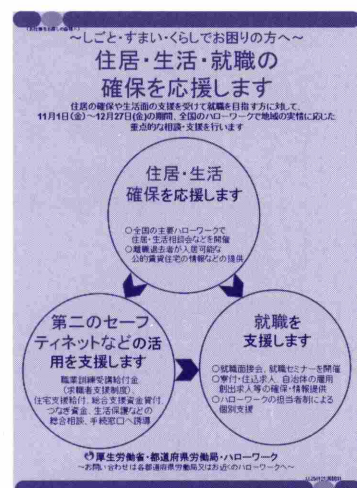 ～しごと・すまい・くらしでお困りの方へ～
住居・生活・就職の
確保を応援します
住居の確保や生活面の支援を受けて就職を目指す方に対して、
11月1日(金)～12月27日(金)の期間、全国のハローワークで地域の実情に応じた
重点的な相談・支援を行います
住居・生活
確保を応援します
○全国の主要ハローワークで
住居・生活相談会などを開催
○離職退去者が入居可能な
公的賃貸住宅の情報などの提供
第二のセーフ
ティネットなどの活
用を支援します
職業訓練受講給付金
(求職者支援制度)、
住宅支援給付、総合支援資金貸付
つなぎ資金、生活保護などの
総合相談、手続窓口へ誘導
就職を
支援します
○就職面接会、就職セミナーを開催
○寮付・住込求人、自治体の雇用
創出求人等の確保・情報提供
○ハローワークの担当者制による
個別支援
厚生労働省・都道府県労働局・ハローワーク
～お問い合わせは各都道府県労働局又はお近くのハローワークへ～